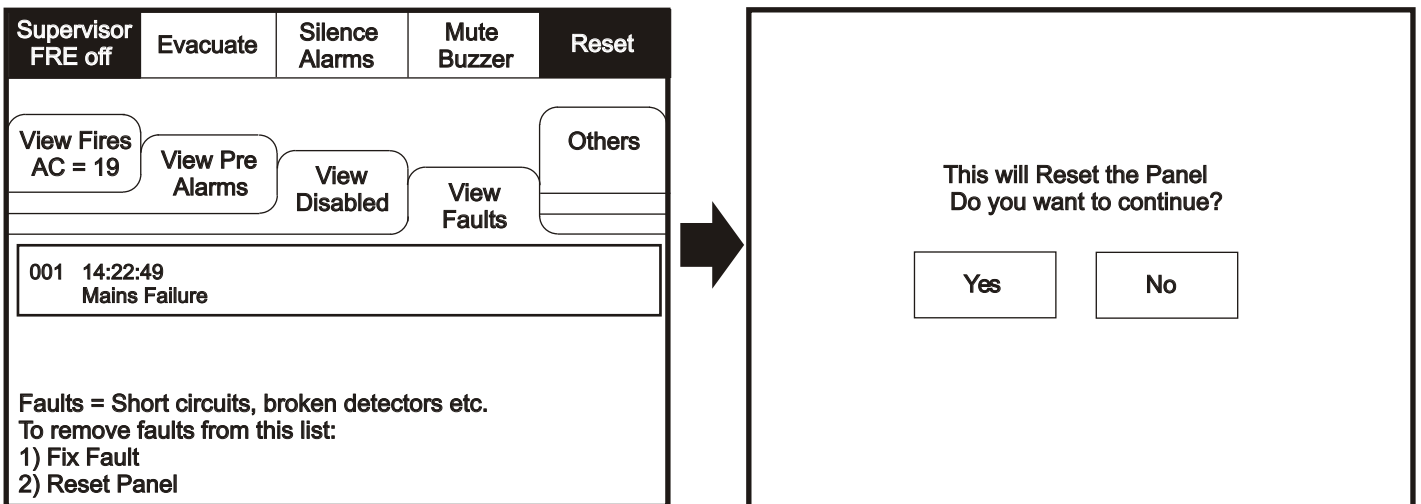 Supervisor
FRE off
Evacuate
Silence
Alarms
Mute
Buzzer
Reset
View Fires
AC = 19
View Pre
Alarms
View
Disabled
View
Faults
Others
001 14:22:49
Mains Failure
Faults = Short circuits, broken detectors etc.
To remove faults from this list:
1) Fix Fault
2) Reset Panel
This will Reset the Panel
Do you want to continue?
Yes
No